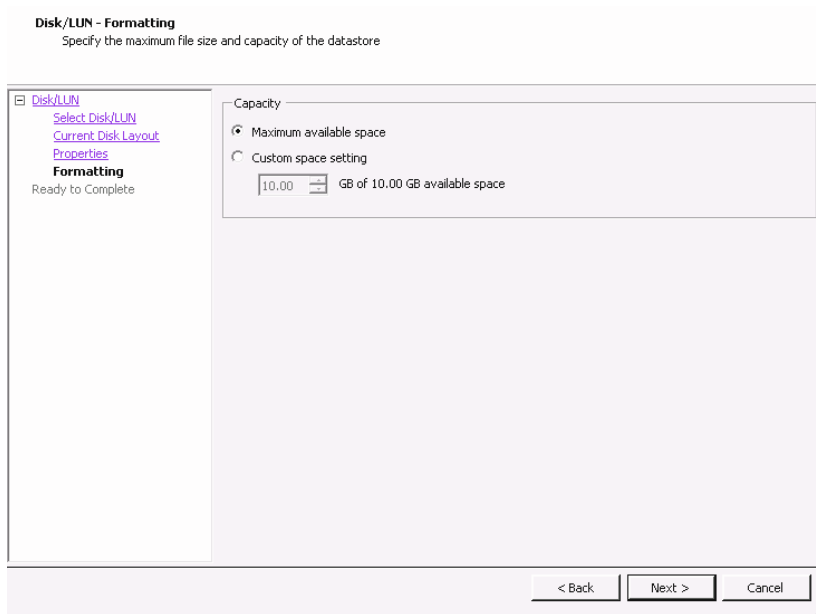 Disk/LUN - Formatting
Specify the maximum file size and capacity of the datastore
Disk/LUN
Select Disk/LUN
Current Disk Layout
Properties
Formatting
Ready to Complete
Capacity
Maximum available space
Custom space setting
10.00 GB of 10.00 GB available space
< Back Next > Cancel